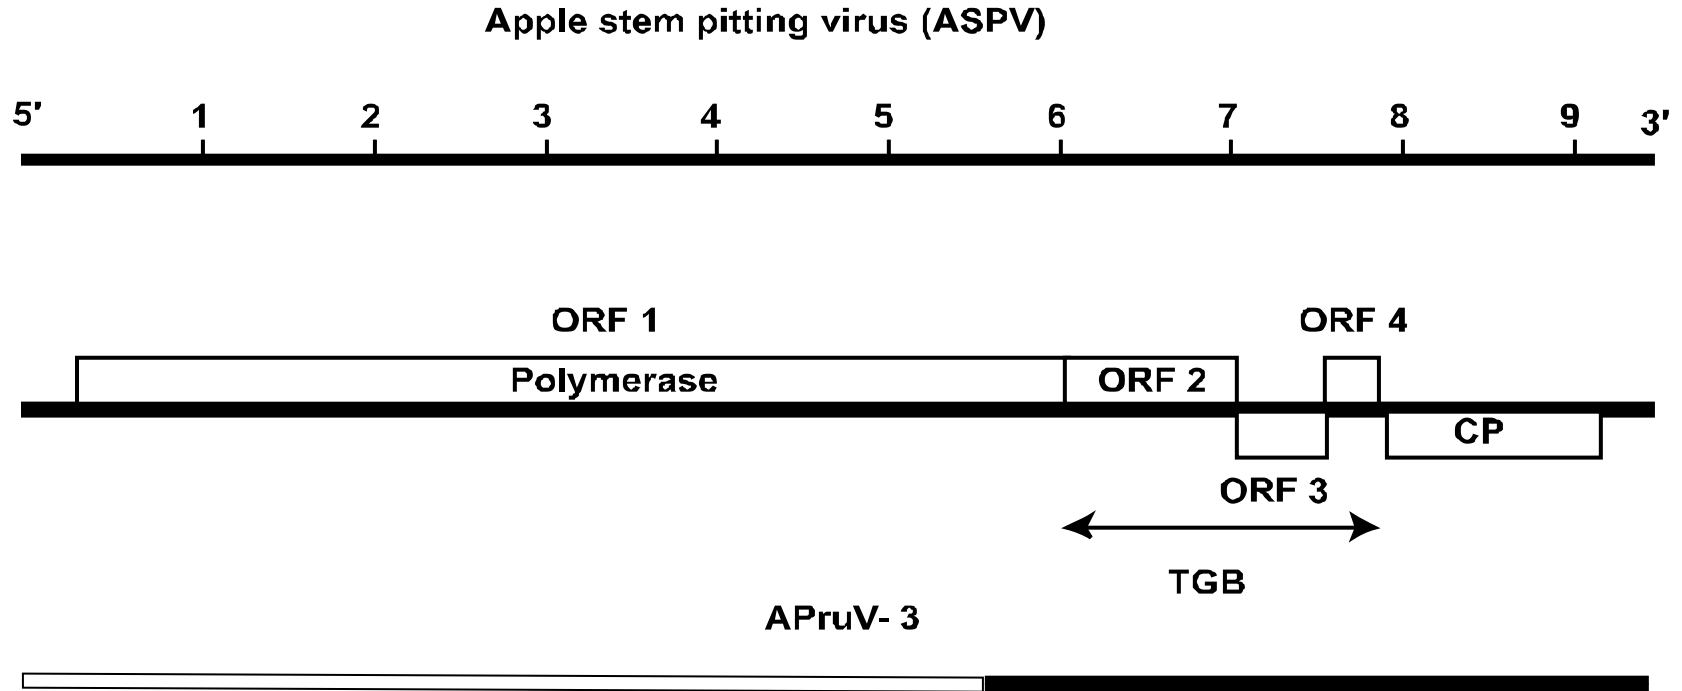 Apple stem pitting virus (ASPV)
5' 1 2 3 4 5 6 7 8 9 3'
ORF 1 ORF 4
Polymerase ORF 2
CP
ORF 3
TGB
APruV- 3